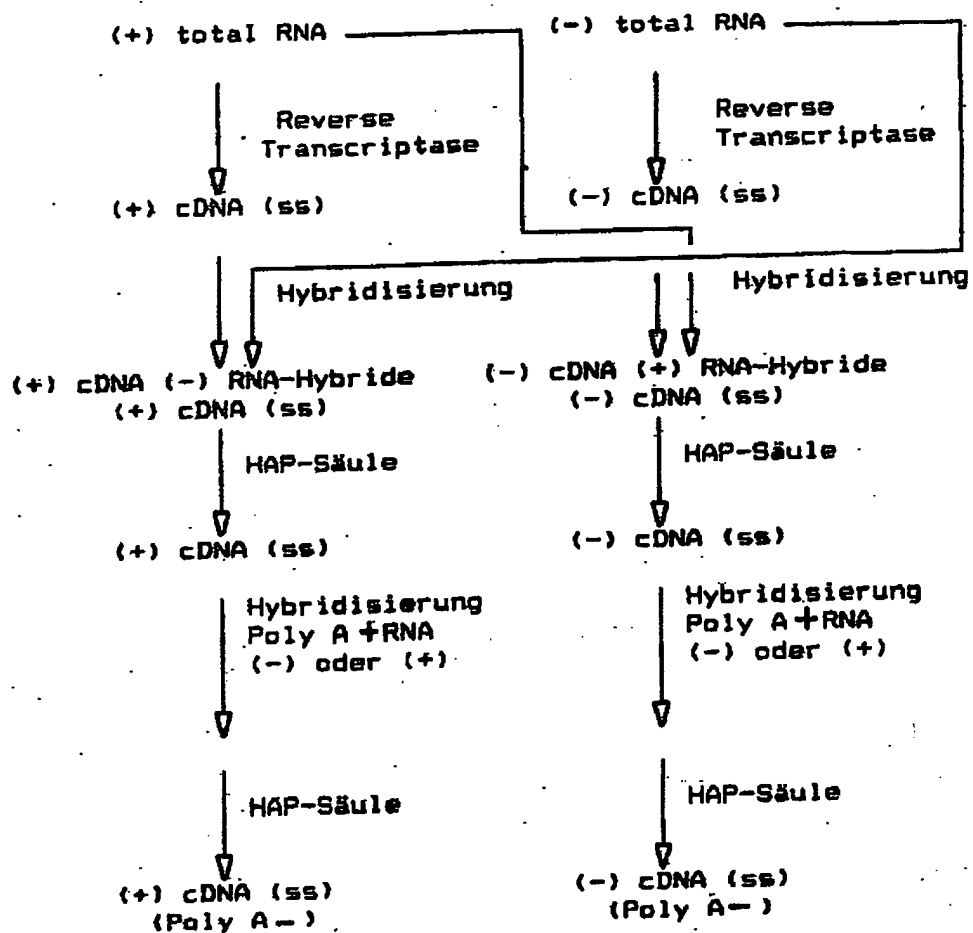 (+) total RNA
(-) total RNA
Reverse
Transcriptase
Reverse
Transcriptase
(+) cDNA (ss)
(-) cDNA (ss)
Hybridisierung
Hybridisierung
(+) cDNA (-) RNA-Hybride
(+) cDNA (ss)
(-) cDNA (+) RNA-Hybride
(-) cDNA (ss)
HAP-Säule
HAP-Säule
(+) cDNA (ss)
(-) cDNA (ss)
Hybridisierung
Poly A+RNA
(-) oder (+)
Hybridisierung
Poly A+RNA
(-) oder (+)
HAP-Säule
HAP-Säule
(+) cDNA (ss)
(Poly A-)
(-) cDNA (ss)
(Poly A-)